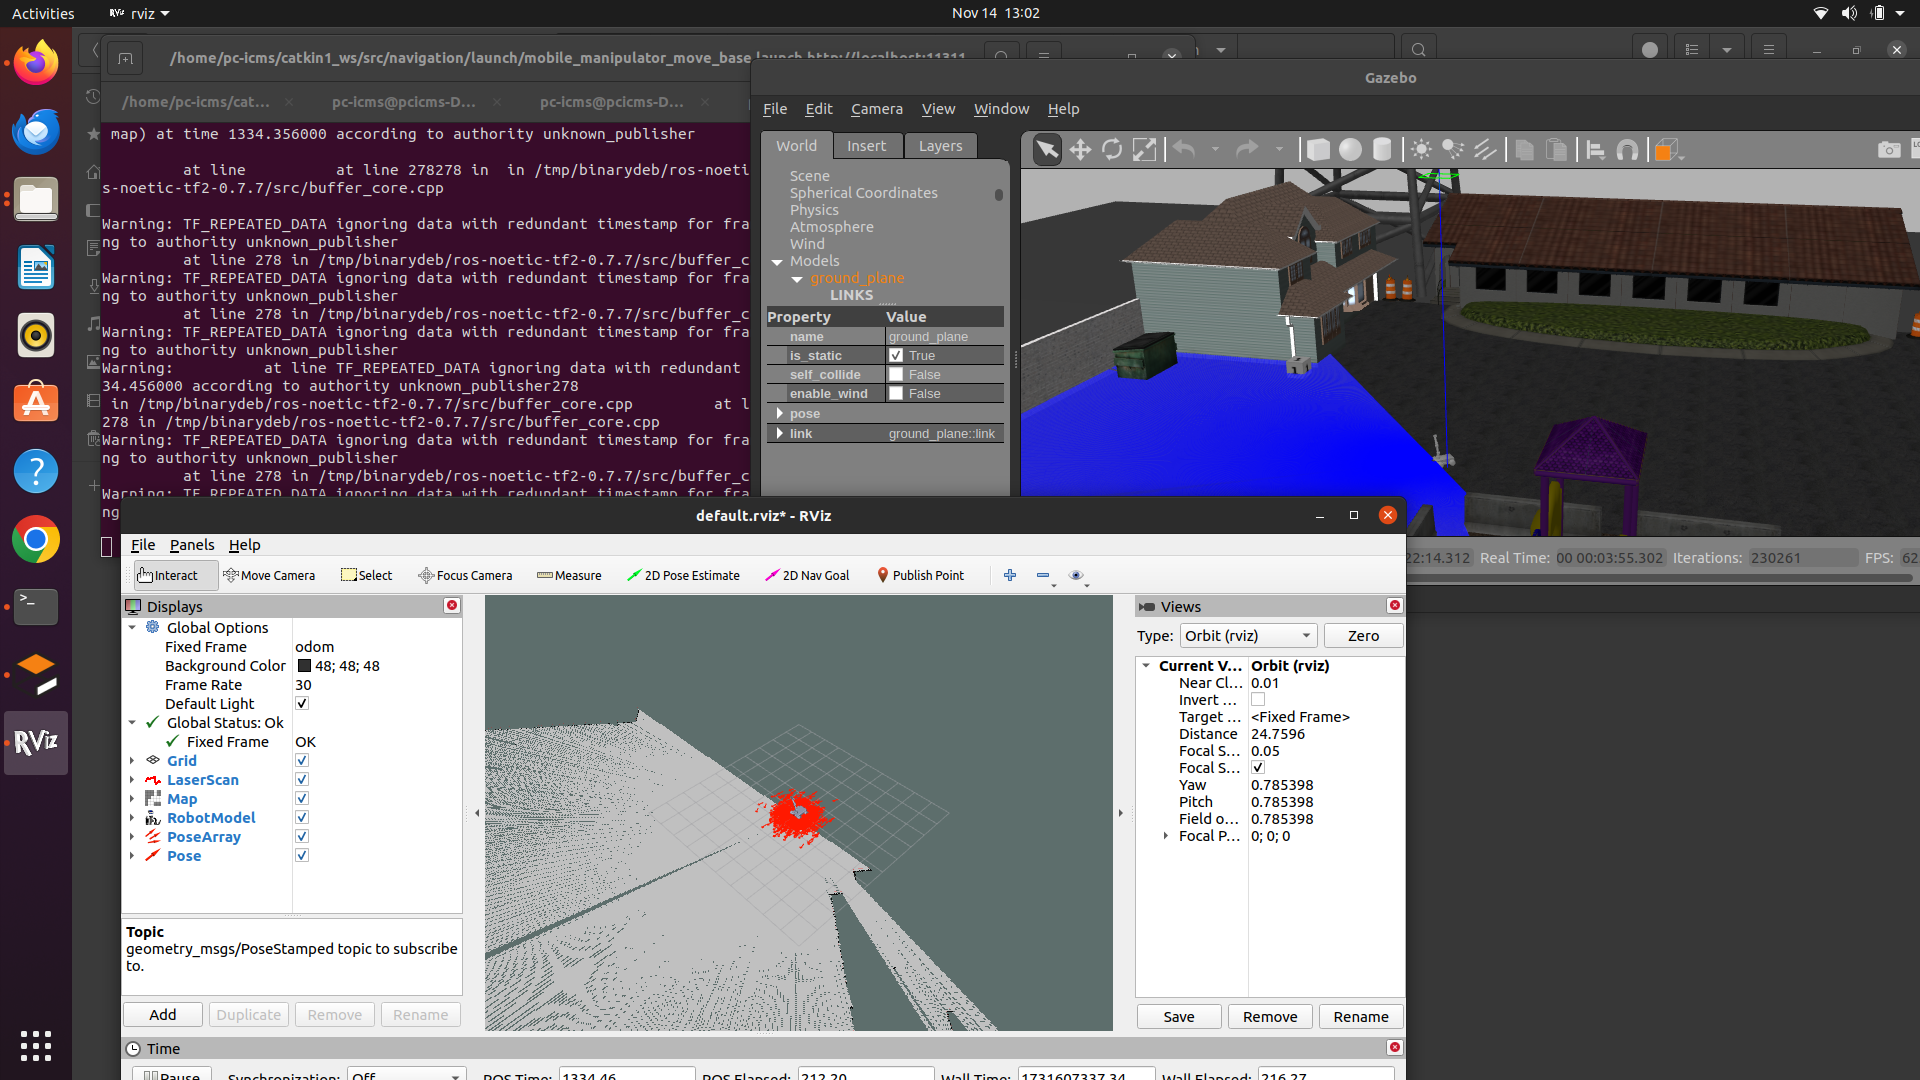 Activities
rviz
Nov 14 13:02
/home/pc-icms/catkin1_ws/src/navigation/launch/mobile_manipulator_move_base.launch http://localhost:11311
/home/pc-icms/cat...
pc-icms@pcicms-D...
pc-icms@pcicms-D...
map) at time 1334.356000 according to authority unknown_publisher
at line at line 278278 in in /tmp/binarydeb/ros-noeti
s-noetic-tf2-0.7.7/src/buffer_core.cpp
Warning: TF_REPEATED_DATA ignoring data with redundant timestamp for fra
ng to authority unknown_publisher
at line 278 in /tmp/binarydeb/ros-noetic-tf2-0.7.7/src/buffer_c
Warning: TF_REPEATED_DATA ignoring data with redundant timestamp for fra
ng to authority unknown_publisher
at line 278 in /tmp/binarydeb/ros-noetic-tf2-0.7.7/src/buffer_c
Warning: TF_REPEATED_DATA ignoring data with redundant timestamp for fra
ng to authority unknown_publisher
Warning: at line TF_REPEATED_DATA ignoring data with redundant
34.456000 according to authority unknown_publisher278
in /tmp/binarydeb/ros-noetic-tf2-0.7.7/src/buffer_core.cpp at l
278 in /tmp/binarydeb/ros-noetic-tf2-0.7.7/src/buffer_core.cpp
Warning: TF_REPEATED_DATA ignoring data with redundant timestamp for fra
ng to authority unknown_publisher
at line 278 in /tmp/binarydeb/ros-noetic-tf2-0.7.7/src/buffer_c
Warning: TF_REPEATED_DATA ignoring data with redundant timestamp for fra
ng
Gazebo
File Edit Camera View Window Help
World Insert Layers
Scene
Spherical Coordinates
Physics
Atmosphere
Wind
Models
ground_plane
LINKS
Property Value
name ground_plane
is_static True
self_collide False
enable_wind False
pose
link ground_plane::link
22:14.312 Real Time: 00 00:03:55.302 Iterations: 230261 FPS: 62
default.rviz* - RViz
File Panels Help
Interact Move Camera Select Focus Camera Measure 2D Pose Estimate 2D Nav Goal Publish Point
Displays
Global Options
Fixed Frame odom
Background Color 48; 48; 48
Frame Rate 30
Default Light
Global Status: Ok
Fixed Frame OK
Grid
LaserScan
Map
RobotModel
PoseArray
Pose
Topic
geometry_msgs/PoseStamped topic to subscribe
to.
Add Duplicate Remove Rename
Views
Type: Orbit (rviz) Zero
Current V... Orbit (rviz)
Near Cl... 0.01
Invert ...
Target ... <Fixed Frame>
Distance 24.7596
Focal S... 0.05
Focal S...
Yaw 0.785398
Pitch 0.785398
Field o... 0.785398
Focal P... 0; 0; 0
Save Remove Rename
RViz
Time
Pause Synchronization: Off ROS Time: 1334.46 ROS Elapsed: 212.20 Wall Time: 1731607337.34 Wall Elapsed: 216.27